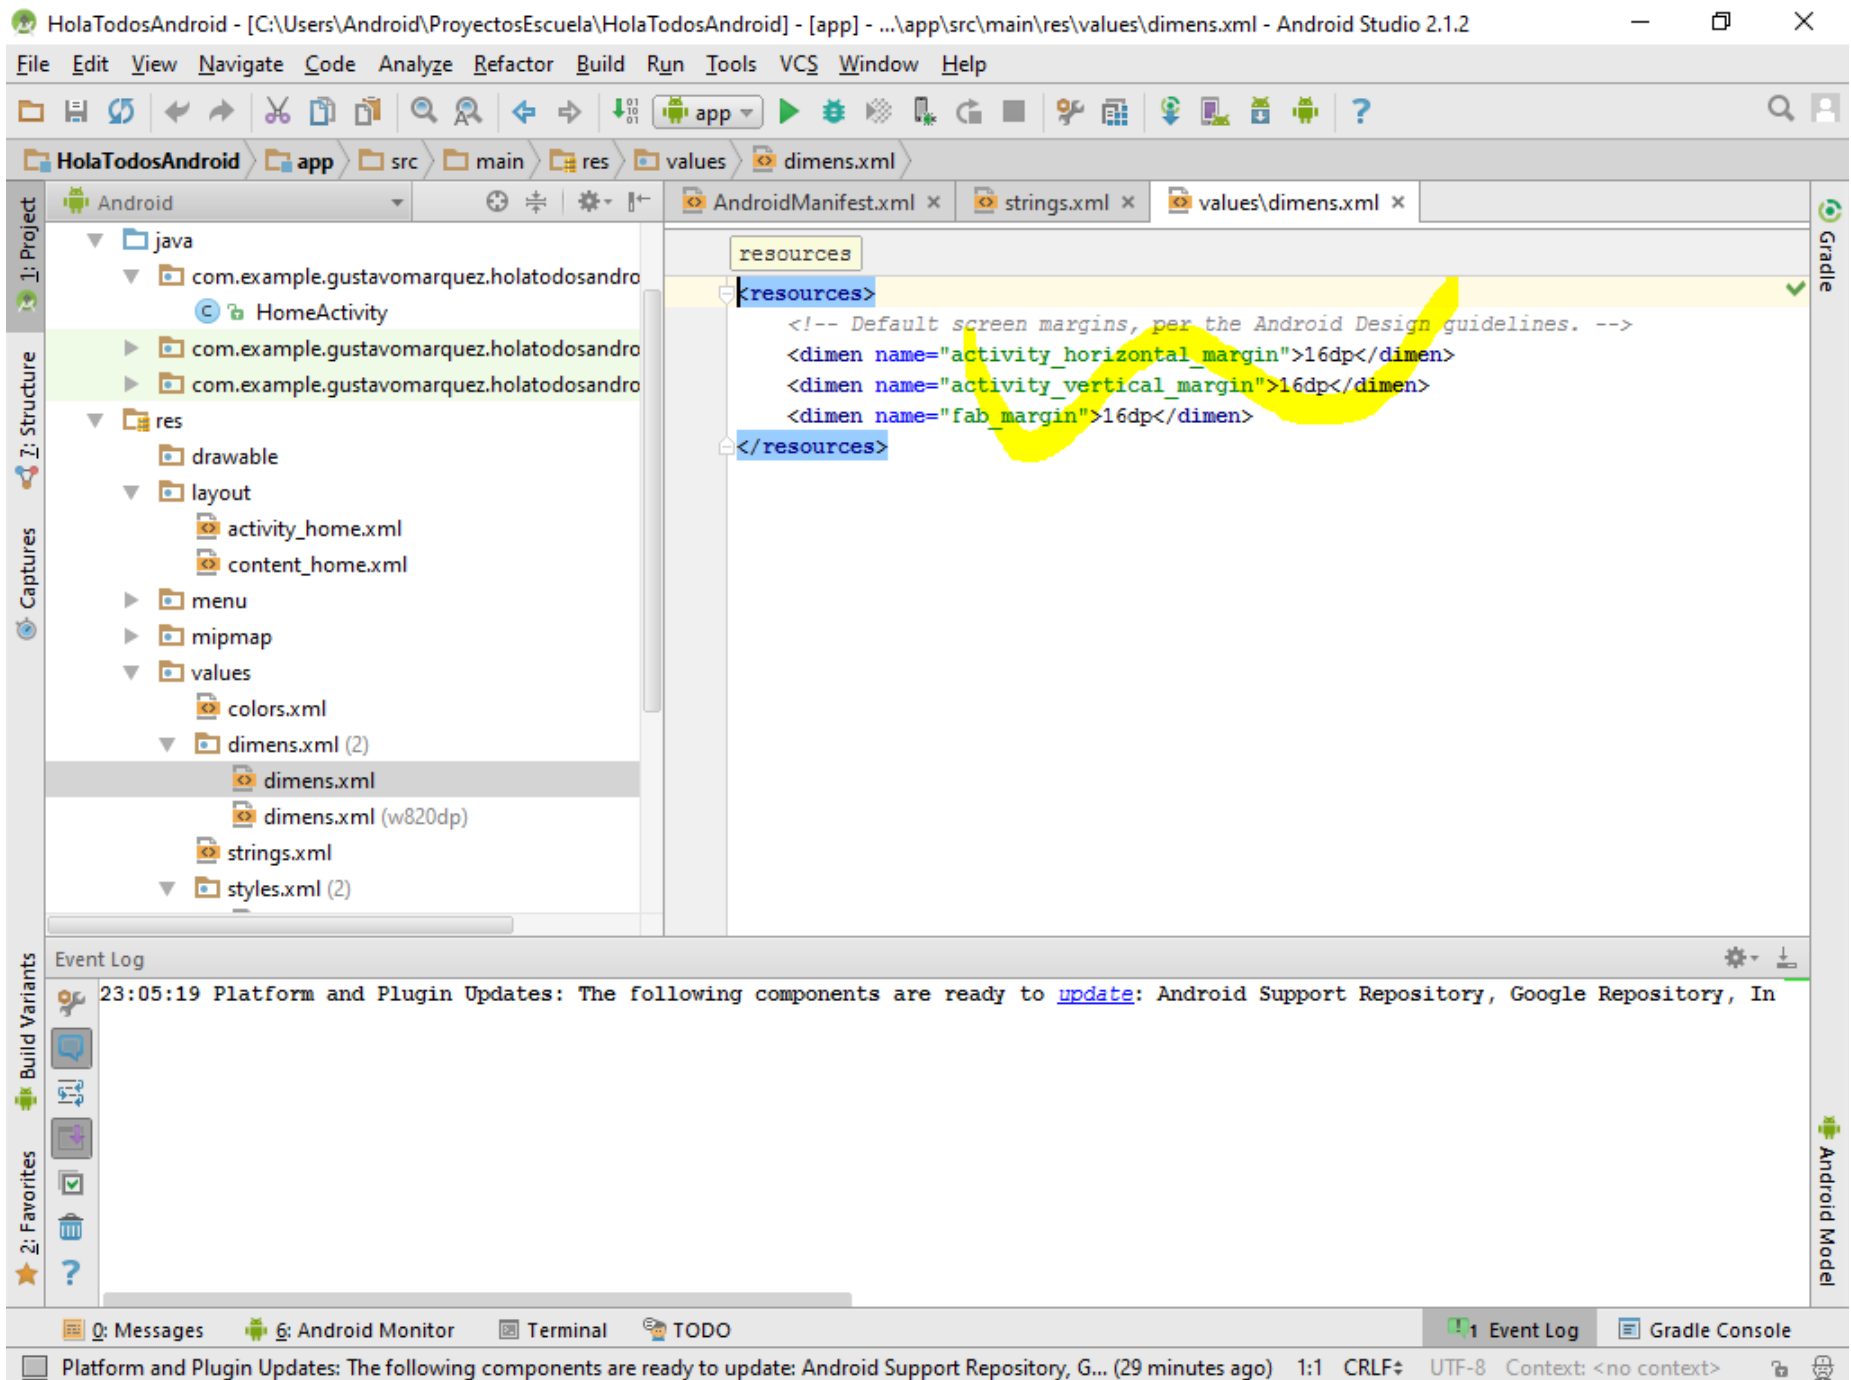 HolaTodosAndroid - [C:\Users\Android\ProyectosEscuela\HolaTodosAndroid] - [app] - ...\app\src\main\res\values\dimens.xml - Android Studio 2.1.2
File Edit View Navigate Code Analyze Refactor Build Run Tools VCS Window Help
app
HolaTodosAndroid app src main res values dimens.xml
1: Project
7: Structure
Captures
Build Variants
2: Favorites
Android
java
com.example.gustavomarquez.holatodosandro
HomeActivity
com.example.gustavomarquez.holatodosandro
com.example.gustavomarquez.holatodosandro
res
drawable
layout
activity_home.xml
content_home.xml
menu
mipmap
values
colors.xml
dimens.xml (2)
dimens.xml
dimens.xml (w820dp)
strings.xml
styles.xml (2)
AndroidManifest.xml strings.xml values\dimens.xml
resources
<resources>
<!-- Default screen margins, per the Android Design guidelines. -->
<dimen name="activity_horizontal_margin">16dp</dimen>
<dimen name="activity_vertical_margin">16dp</dimen>
<dimen name="fab_margin">16dp</dimen>
</resources>
Gradle
Android Model
Event Log
23:05:19 Platform and Plugin Updates: The following components are ready to update: Android Support Repository, Google Repository, In
0: Messages 6: Android Monitor Terminal TODO 1 Event Log Gradle Console
Platform and Plugin Updates: The following components are ready to update: Android Support Repository, G... (29 minutes ago) 1:1 CRLF UTF-8 Context: <no context>